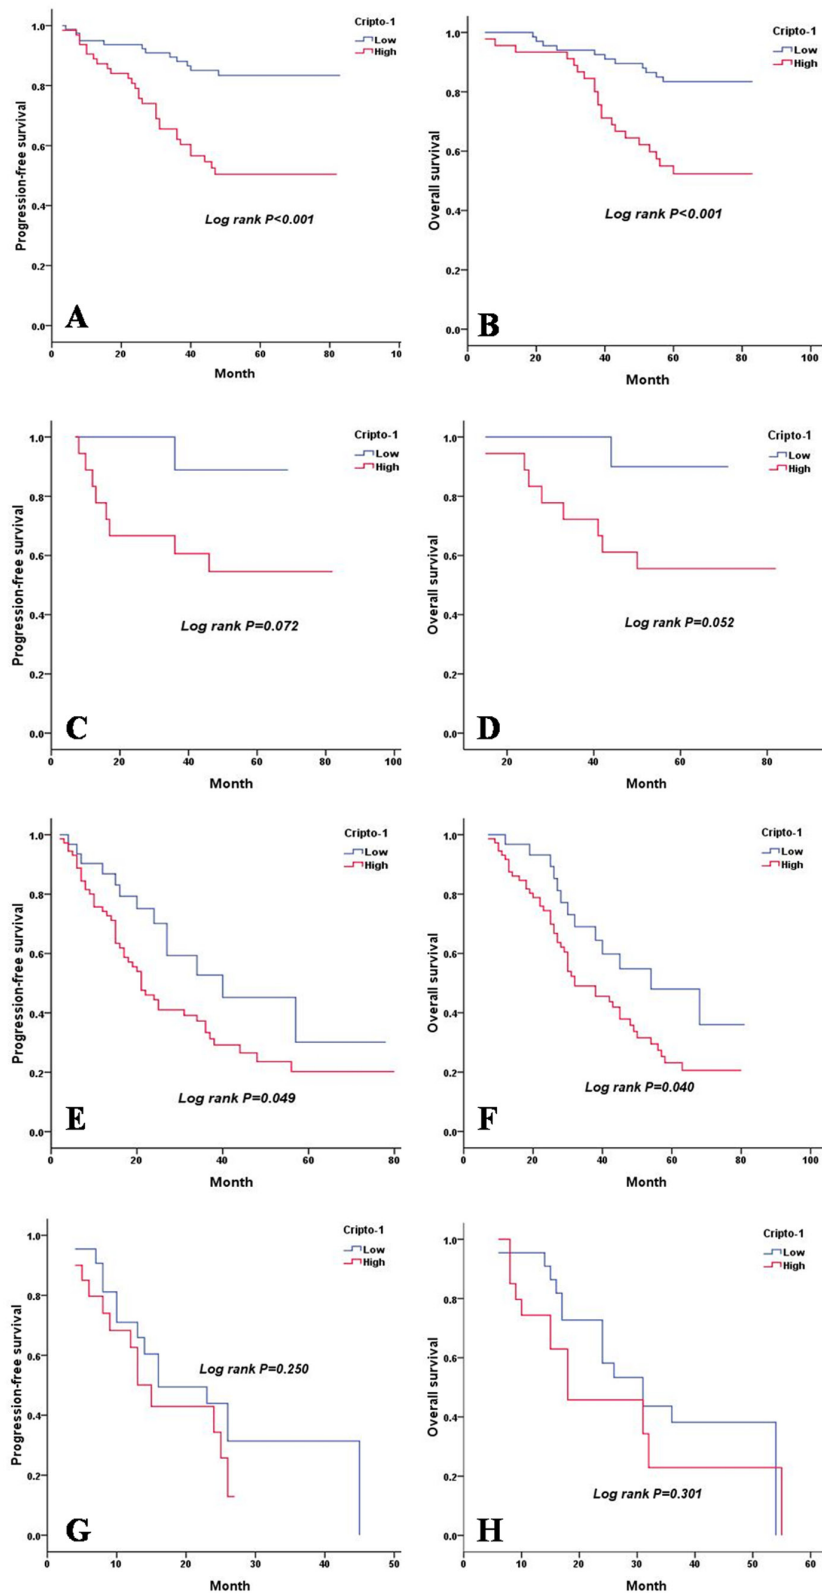 Cripto-1
Low
High
Progression-free survival
1.0
0.8
0.6
0.4
0.2
0.0
Log rank P<0.001
A
0 20 40 60 80 10
Month
Cripto-1
Low
High
Overall survival
1.0
0.8
0.6
0.4
0.2
0.0
Log rank P<0.001
B
0 20 40 60 80 100
Month
Cripto-1
Low
High
Progression-free survival
1.0
0.8
0.6
0.4
0.2
0.0
Log rank P=0.072
C
0 20 40 60 80 100
Month
Cripto-1
Low
High
Overall survival
1.0
0.8
0.6
0.4
0.2
0.0
Log rank P=0.052
D
20 40 60 80
Month
Cripto-1
Low
High
Progression-free survival
1.0
0.8
0.6
0.4
0.2
0.0
Log rank P=0.049
E
0 20 40 60 80
Month
Cripto-1
Low
High
Overall survival
1.0
0.8
0.6
0.4
0.2
0.0
Log rank P=0.040
F
0 20 40 60 80 100
Month
Cripto-1
Low
High
Progression-free survival
1.0
0.8
0.6
0.4
0.2
0.0
Log rank P=0.250
G
0 10 20 30 40 50
Month
Cripto-1
Low
High
Overall survival
1.0
0.8
0.6
0.4
0.2
0.0
Log rank P=0.301
H
0 10 20 30 40 50 60
Month